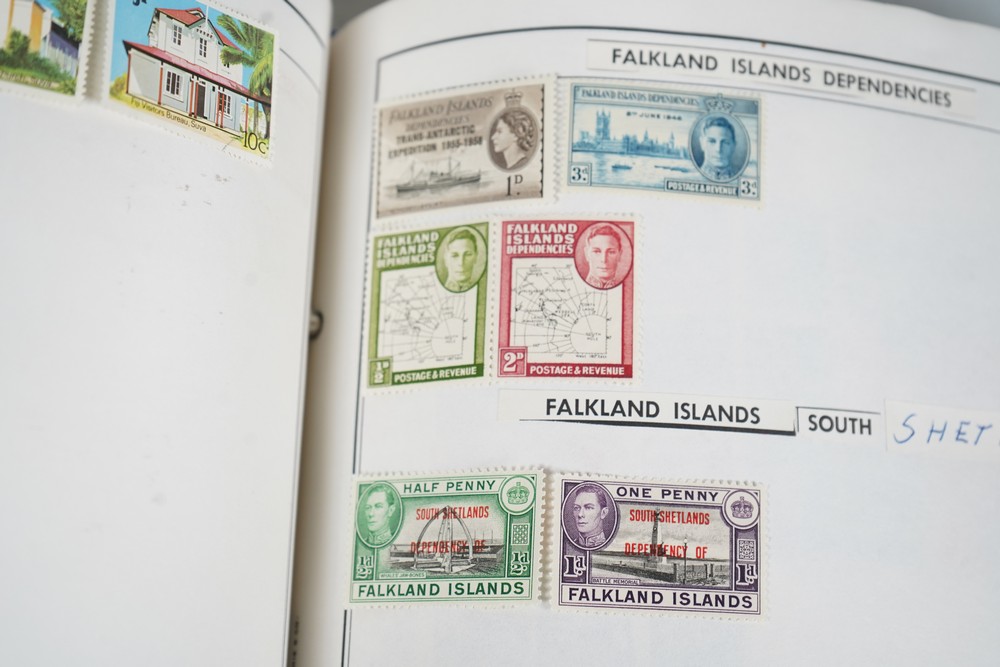 Fiji Visitors Bureau, Suva
10c
FALKLAND ISLANDS DEPENDENCIES
FALKLAND ISLANDS
DEPENDENCIES
TRANS-ANTARCTIC
EXPEDITION 1955-1958
1D
FALKLAND ISLANDS DEPENDENCIES
8TH JUNE 1946
3d
POSTAGE & REVENUE
3d
FALKLAND
ISLANDS
DEPENDENCIES
½D
POSTAGE & REVENUE
FALKLAND
ISLANDS
DEPENDENCIES
2D
POSTAGE & REVENUE
FALKLAND ISLANDS
SOUTH
SHET
HALF PENNY
SOUTH SHETLANDS
DEPENDENCY OF
½d
½d
WHALE'S JAW BONES
FALKLAND ISLANDS
ONE PENNY
SOUTH SHETLANDS
DEPENDENCY OF
1d
1d
BATTLE MEMORIAL
FALKLAND ISLANDS